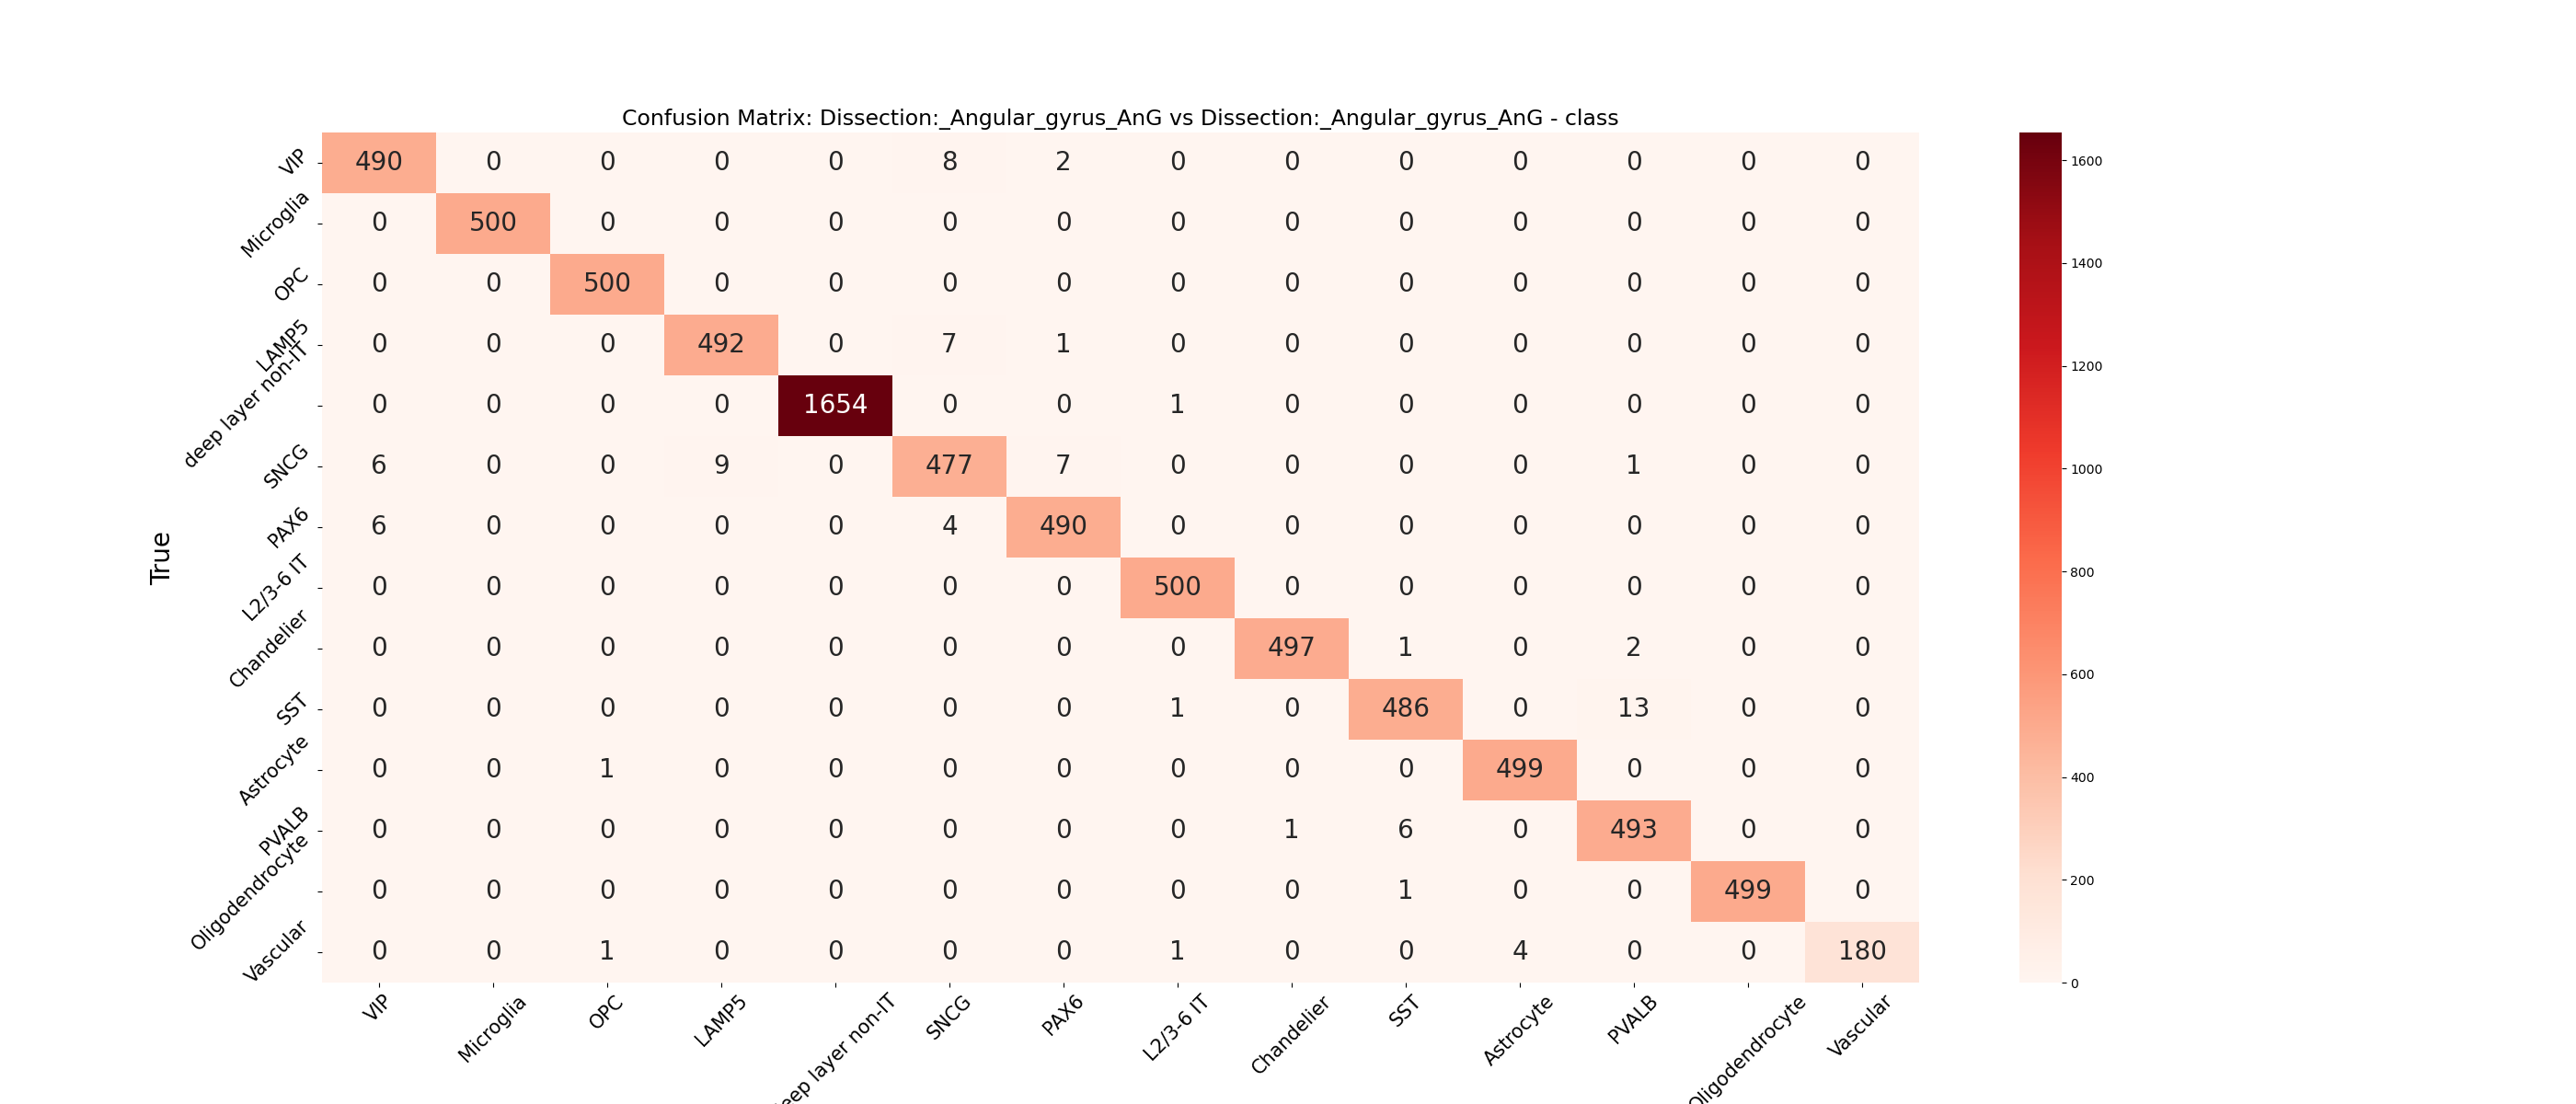 Confusion Matrix: Dissection:_Angular_gyrus_AnG vs Dissection:_Angular_gyrus_AnG - class
VIP 490 0 0 0 0 8 2 0 0 0 0 0 0 0
Microglia 0 500 0 0 0 0 0 0 0 0 0 0 0 0
OPC 0 0 500 0 0 0 0 0 0 0 0 0 0 0
LAMP5 0 0 0 492 0 7 1 0 0 0 0 0 0 0
deep layer non-IT 0 0 0 0 1654 0 0 1 0 0 0 0 0 0
SNCG 6 0 0 9 0 477 7 0 0 0 0 1 0 0
PAX6 6 0 0 0 0 4 490 0 0 0 0 0 0 0
L2/3-6 IT 0 0 0 0 0 0 0 500 0 0 0 0 0 0
Chandelier 0 0 0 0 0 0 0 0 497 1 0 2 0 0
SST 0 0 0 0 0 0 0 1 0 486 0 13 0 0
Astrocyte 0 0 1 0 0 0 0 0 0 0 499 0 0 0
PVALB 0 0 0 0 0 0 0 0 1 6 0 493 0 0
Oligodendrocyte 0 0 0 0 0 0 0 0 0 1 0 0 499 0
Vascular 0 0 1 0 0 0 0 1 0 0 4 0 0 180
True
VIP Microglia OPC LAMP5 eep layer non-IT SNCG PAX6 L2/3-6 IT Chandelier SST Astrocyte PVALB Oligodendrocyte Vascular
1600
1400
1200
1000
800
600
400
200
0